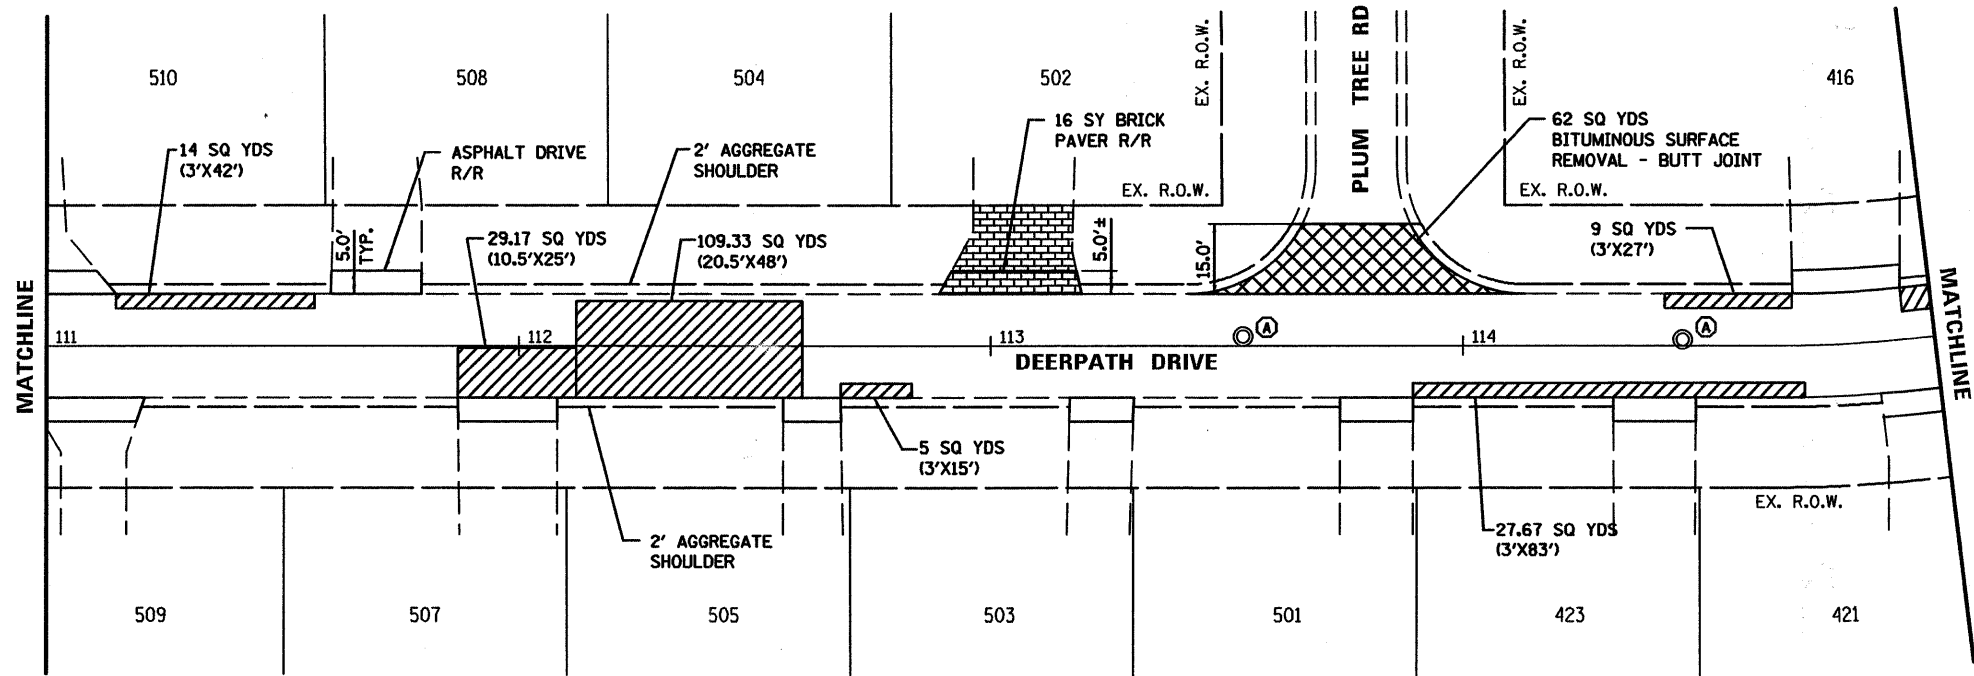 510
508
504
502
416
EX. R.O.W.
PLUM TREE RD
EX. R.O.W.
14 SQ YDS
(3'X42')
ASPHALT DRIVE
R/R
2' AGGREGATE
SHOULDER
16 SY BRICK
PAVER R/R
62 SQ YDS
BITUMINOUS SURFACE
REMOVAL - BUTT JOINT
EX. R.O.W.
EX. R.O.W.
5.0'
TYP.
29.17 SQ YDS
(10.5'X25')
109.33 SQ YDS
(20.5'X48')
5.0'±
15.0'
9 SQ YDS
(3'X27')
MATCHLINE
111
112
113
A
114
A
MATCHLINE
DEERPATH DRIVE
5 SQ YDS
(3'X15')
2' AGGREGATE
SHOULDER
27.67 SQ YDS
(3'X83')
EX. R.O.W.
509
507
505
503
501
423
421